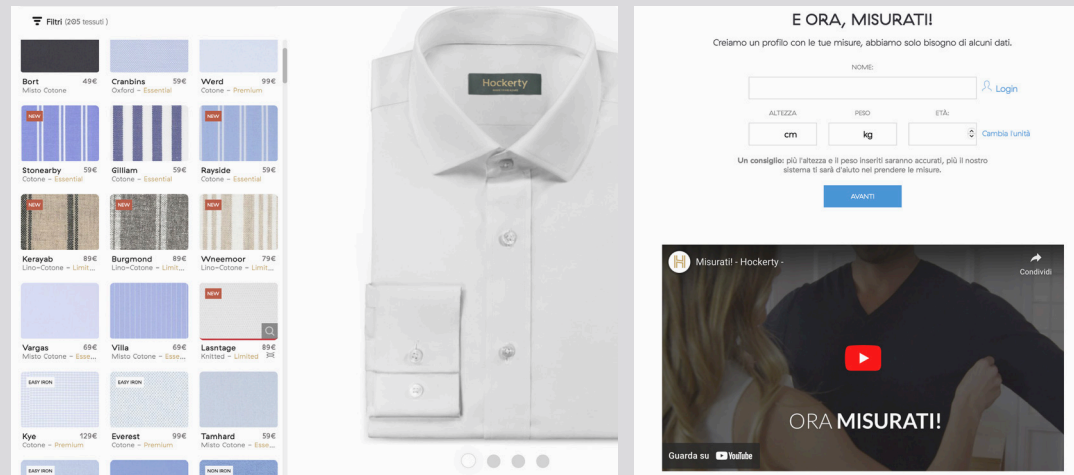 Filtri (205 tessuti )
Bort 49€
Misto Cotone
Cranbins 59€
Oxford - Essential
Werd 99€
Cotone - Premium
NEW
Stonearby 59€
Cotone - Essential
Gilliam 59€
Cotone - Essential
NEW
Rayside 59€
Cotone - Essential
NEW
Kerayab 89€
Lino-Cotone - Limit...
NEW
Burgmond 89€
Lino-Cotone - Limit...
NEW
Wneemoor 79€
Lino-Cotone - Limit...
Vargas 69€
Misto Cotone - Esse...
Villa 69€
Misto Cotone - Esse...
NEW
Lasntage 89€
Knitted - Limited
EASY IRON
Kye 129€
Cotone - Premium
EASY IRON
Everest 99€
Cotone - Premium
Tamhard 59€
Misto Cotone - Esse...
EASY IRON
NON IRON
Hockerty
E ORA, MISURATI!
Creiamo un profilo con le tue misure, abbiamo solo bisogno di alcuni dati.
NOME:
Login
ALTEZZA PESO ETÀ:
cm kg Cambia l'unità
Un consiglio: più l'altezza e il peso inseriti saranno accurati, più il nostro
sistema ti sarà d'aiuto nel prendere le misure.
AVANTI
H Misurati! - Hockerty -
Condividi
ORA MISURATI!
Guarda su YouTube